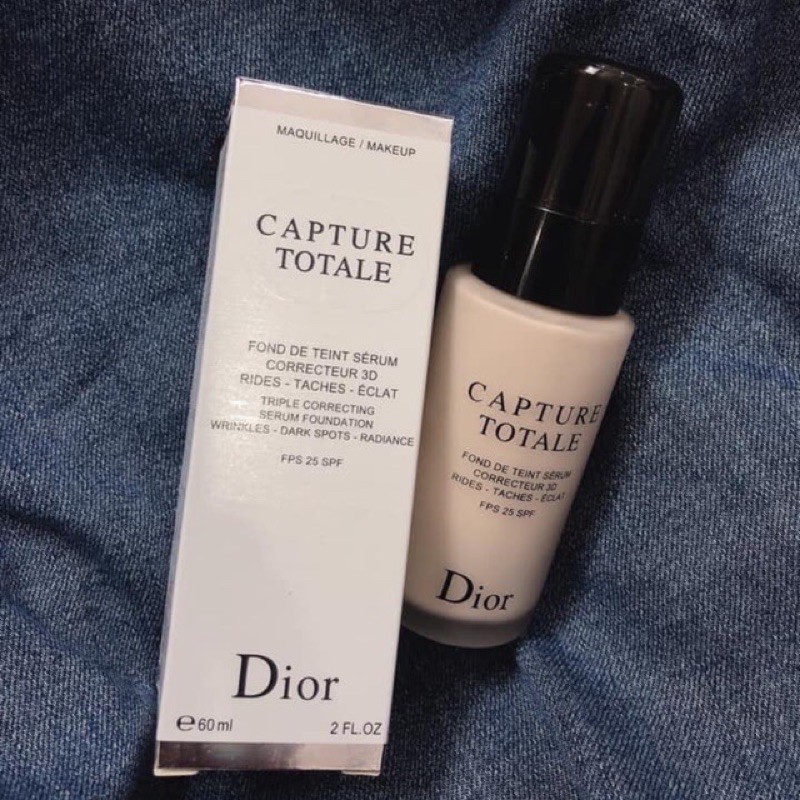 MAQUILLAGE / MAKEUP
CAPTURE
TOTALE
FOND DE TEINT SÉRUM
CORRECTEUR 3D
RIDES - TACHES - ÉCLAT
TRIPLE CORRECTING
SERUM FOUNDATION
WRINKLES - DARK SPOTS - RADIANCE
FPS 25 SPF
Dior
℮ 60 ml 2 FL.OZ
CAPTURE
TOTALE
FOND DE TEINT SÉRUM
CORRECTEUR 3D
RIDES - TACHES - ÉCLAT
FPS 25 SPF
Dior